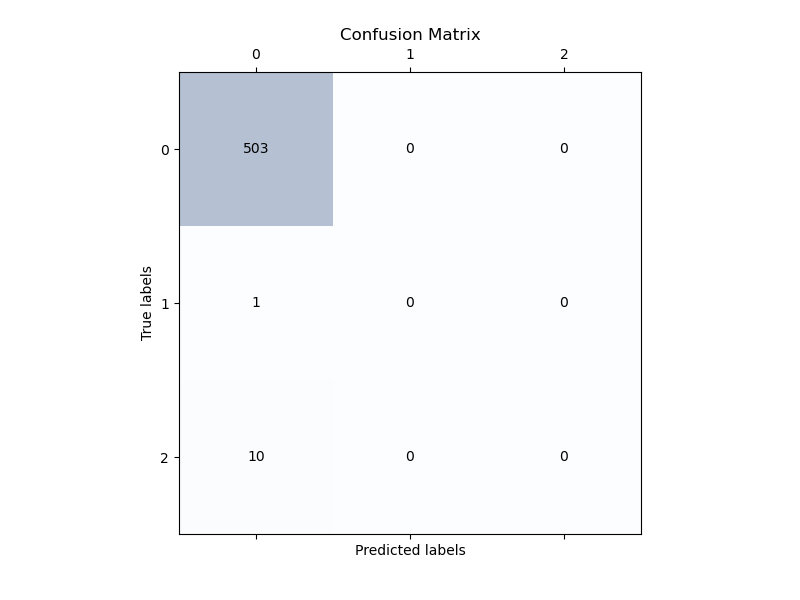 Confusion Matrix
0 1 2
0 503 0 0
1 1 0 0
2 10 0 0
True labels
Predicted labels